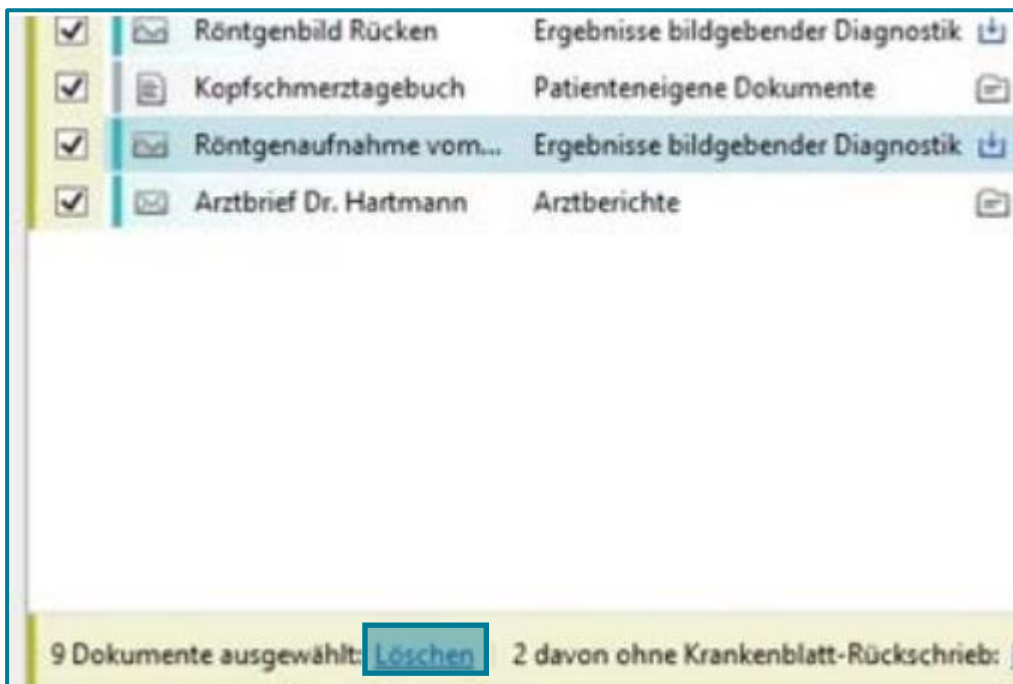 Röntgenbild Rücken Ergebnisse bildgebender Diagnostik
Kopfschmerztagebuch Patienteneigene Dokumente
Röntgenaufnahme vom... Ergebnisse bildgebender Diagnostik
Arztbrief Dr. Hartmann Arztberichte
9 Dokumente ausgewählt: Löschen 2 davon ohne Krankenblatt-Rückschrieb: